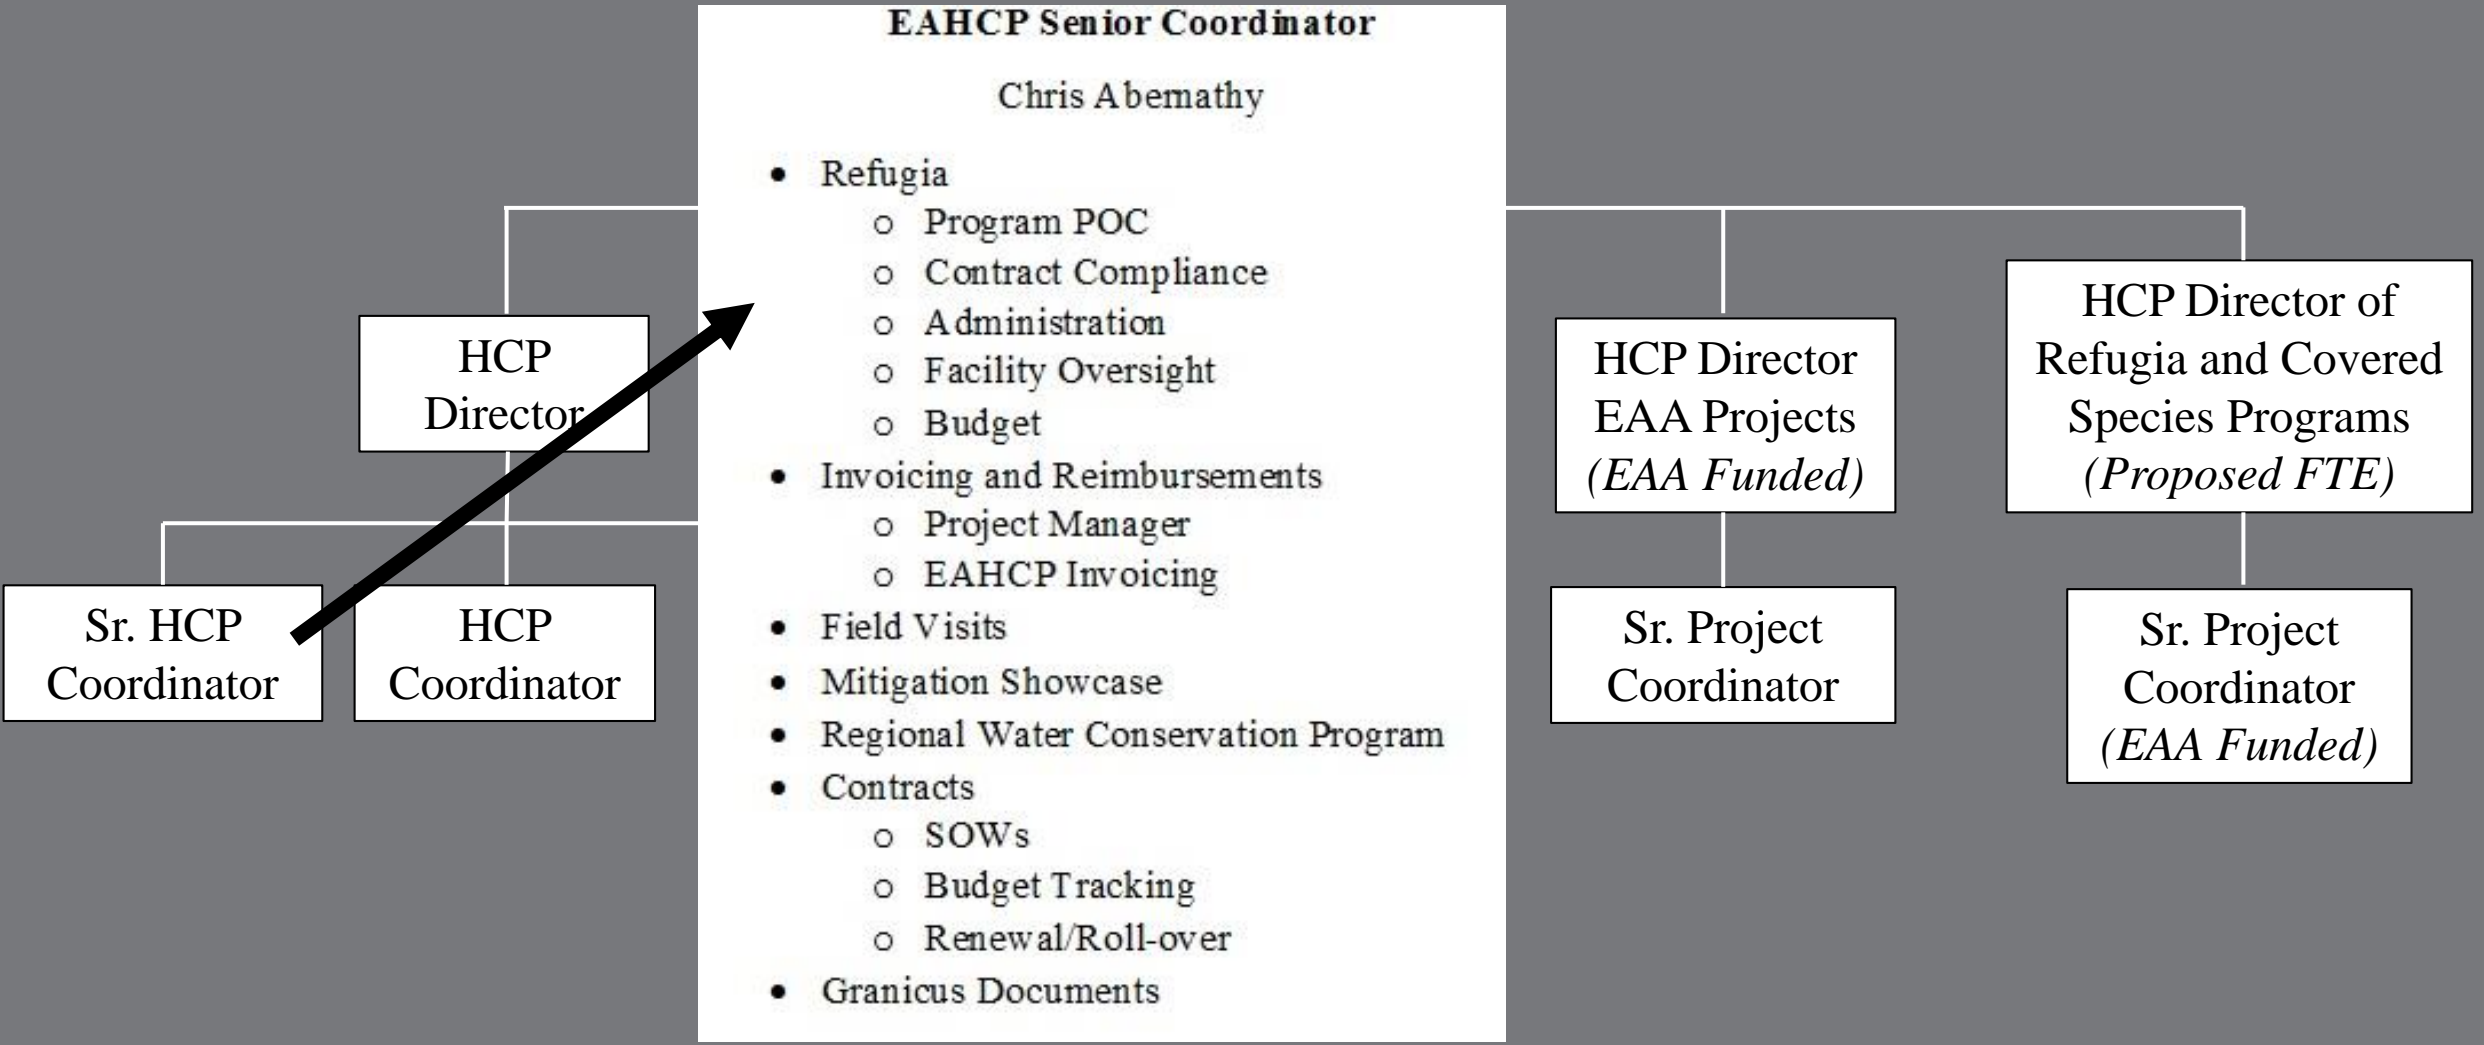 EAHCP Senior Coordinator
Chris Abernathy
• Refugia
o Program POC
o Contract Compliance
o Administration
o Facility Oversight
o Budget
• Invoicing and Reimbursements
o Project Manager
o EAHCP Invoicing
• Field Visits
• Mitigation Showcase
• Regional Water Conservation Program
• Contracts
o SOWs
o Budget Tracking
o Renewal/Roll-over
• Granicus Documents
HCP
Director
Sr. HCP
Coordinator
HCP
Coordinator
HCP Director
EAA Projects
(EAA Funded)
Sr. Project
Coordinator
HCP Director of
Refugia and Covered
Species Programs
(Proposed FTE)
Sr. Project
Coordinator
(EAA Funded)